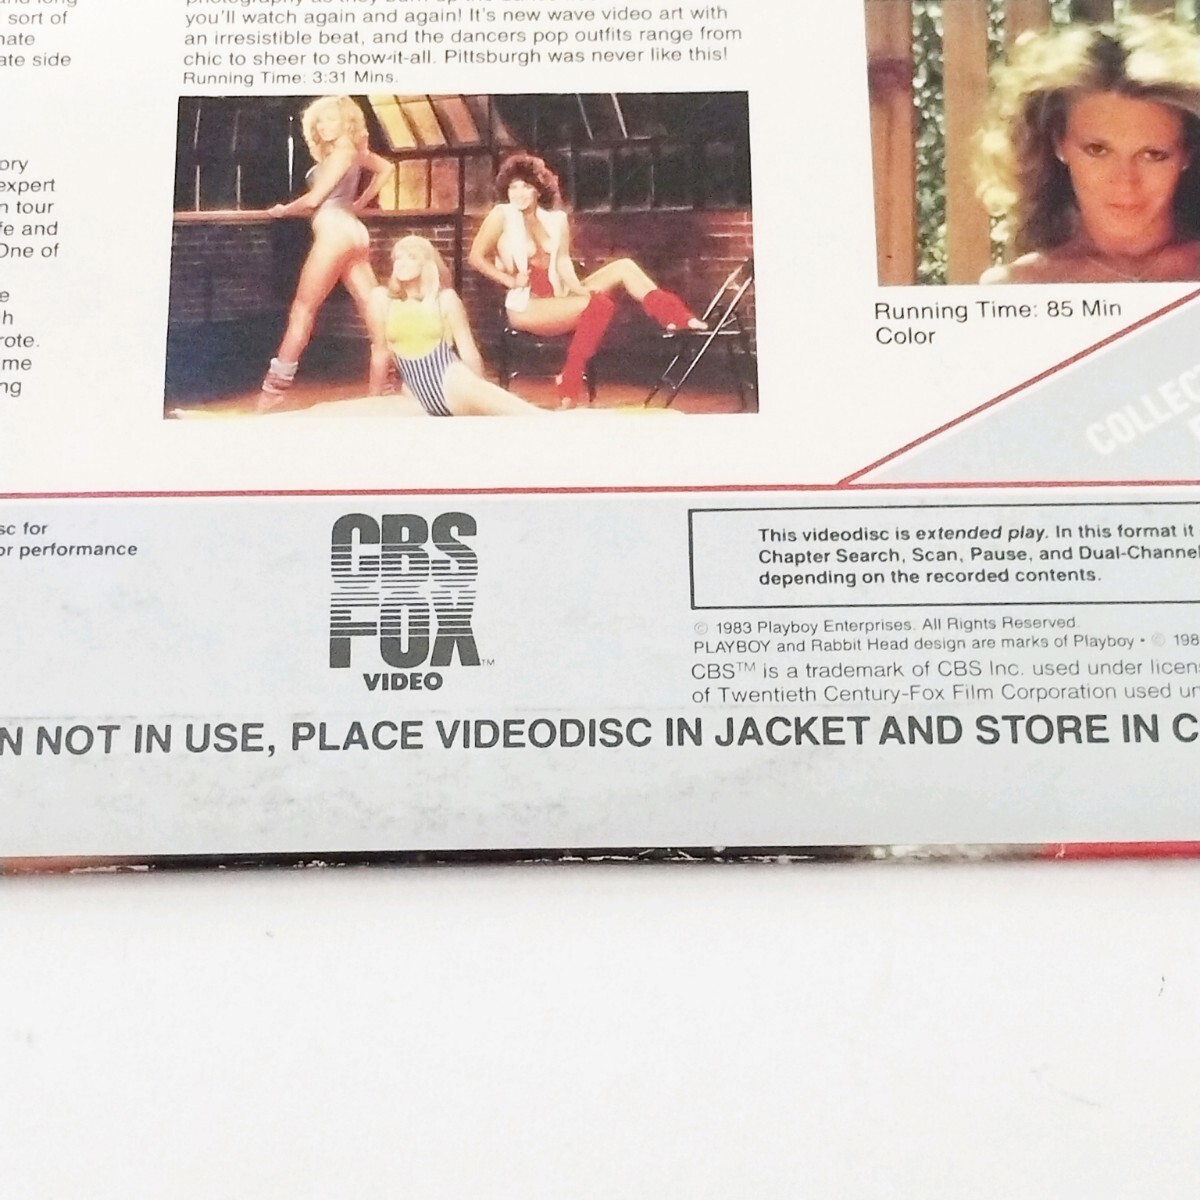 sort of
you'll watch again and again! It's new wave video art with
an irresistible beat, and the dancers pop outfits range from
ate side
chic to sheer to show-it-all. Pittsburgh was never like this!
Running Time: 3:31 Mins.
ory
expert
n tour
fe and
One of
e
h
rote.
me
ng
Running Time: 85 Min
Color
COLLECT
sc for
or performance
CBS
FOX
™
VIDEO
This videodisc is extended play. In this format it
Chapter Search, Scan, Pause, and Dual-Channel
depending on the recorded contents.
© 1983 Playboy Enterprises. All Rights Reserved.
PLAYBOY and Rabbit Head design are marks of Playboy • © 198
CBS™ is a trademark of CBS Inc. used under licens
of Twentieth Century-Fox Film Corporation used un
N NOT IN USE, PLACE VIDEODISC IN JACKET AND STORE IN C